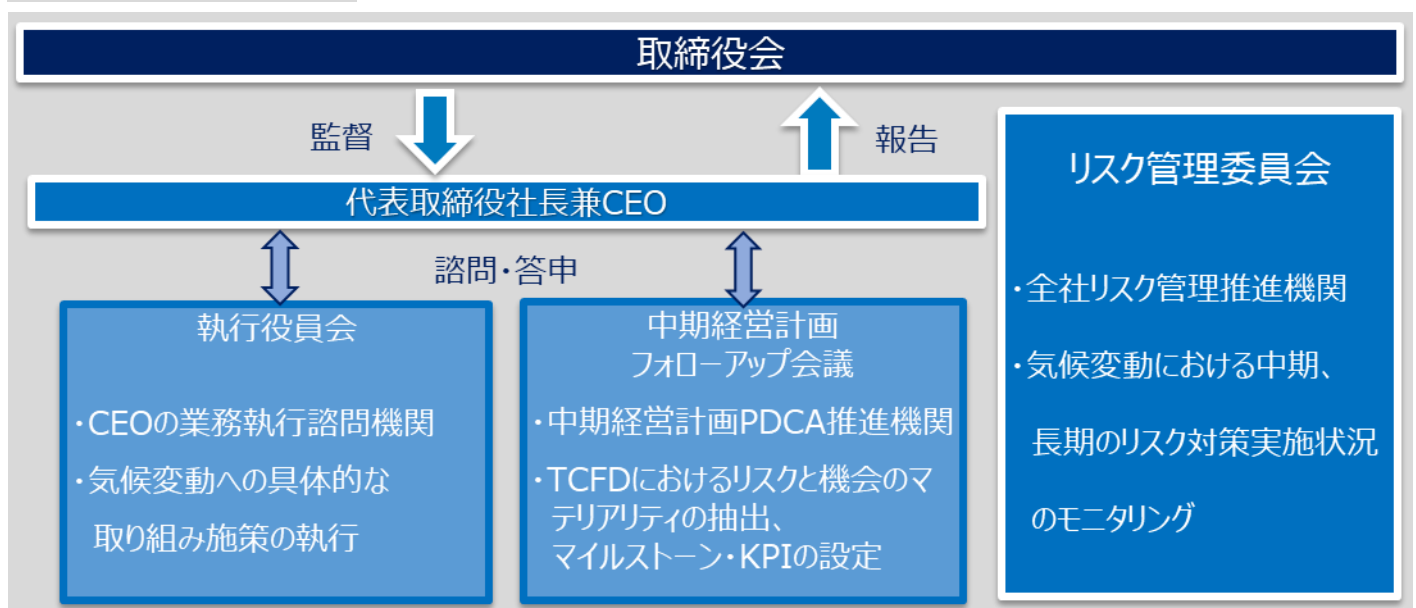 取締役会
監督
報告
代表取締役社長兼CEO
諮問・答申
執行役員会
・CEOの業務執行諮問機関
・気候変動への具体的な
取り組み施策の執行
中期経営計画
フォローアップ会議
・中期経営計画PDCA推進機関
・TCFDにおけるリスクと機会のマ
テリアリティの抽出、
マイルストーン・KPIの設定
リスク管理委員会
・全社リスク管理推進機関
・気候変動における中期、
長期のリスク対策実施状況
のモニタリング